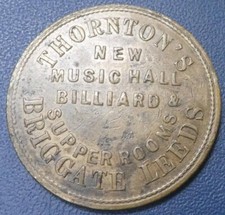 THORNTON'S
NEW
MUSIC HALL
BILLIARD &
SUPPER ROOMS
BRIGGATE LEEDS